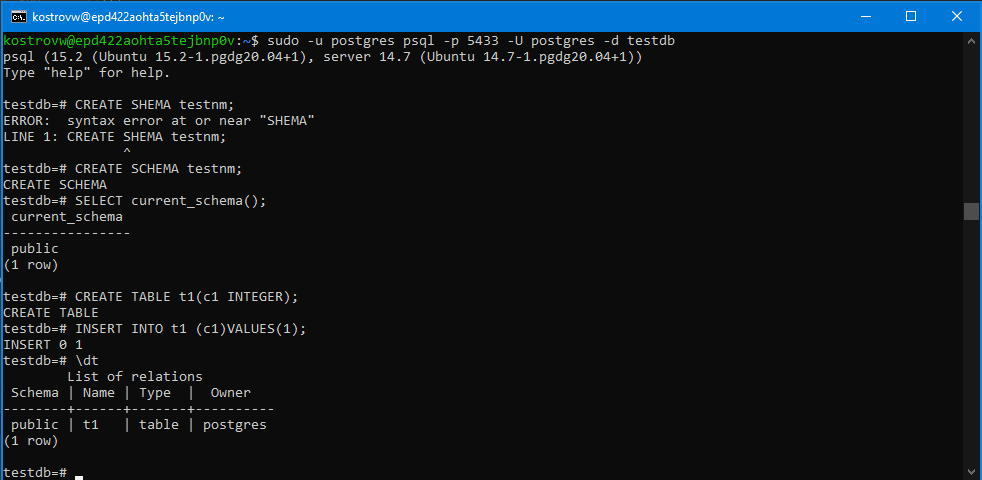 kostrovw@epd422aohta5tejbnp0v: ~
kostrovw@epd422aohta5tejbnp0v:~$ sudo -u postgres psql -p 5433 -U postgres -d testdb
psql (15.2 (Ubuntu 15.2-1.pgdg20.04+1), server 14.7 (Ubuntu 14.7-1.pgdg20.04+1))
Type "help" for help.

testdb=# CREATE SHEMA testnm;
ERROR:  syntax error at or near "SHEMA"
LINE 1: CREATE SHEMA testnm;
               ^
testdb=# CREATE SCHEMA testnm;
CREATE SCHEMA
testdb=# SELECT current_schema();
 current_schema
----------------
 public
(1 row)

testdb=# CREATE TABLE t1(c1 INTEGER);
CREATE TABLE
testdb=# INSERT INTO t1 (c1)VALUES(1);
INSERT 0 1
testdb=# \dt
        List of relations
 Schema | Name | Type  |  Owner
--------+------+-------+----------
 public | t1   | table | postgres
(1 row)

testdb=#